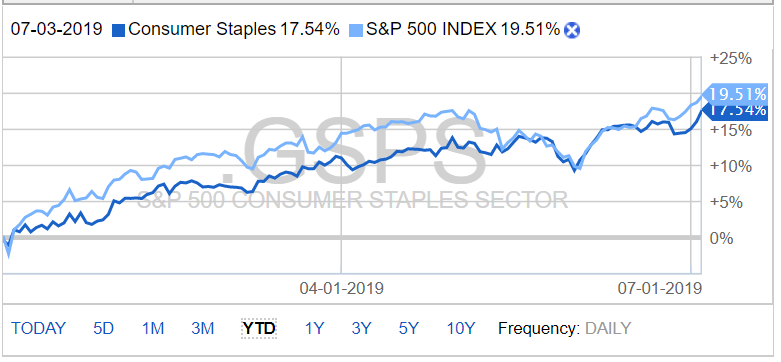 07-03-2019 Consumer Staples 17.54% S&P 500 INDEX 19.51%
+25%
19.51%
17.54%
+15%
+10%
+5%
0%
.GSPS
S&P 500 CONSUMER STAPLES SECTOR
04-01-2019 07-01-2019
TODAY 5D 1M 3M YTD 1Y 3Y 5Y 10Y Frequency: DAILY